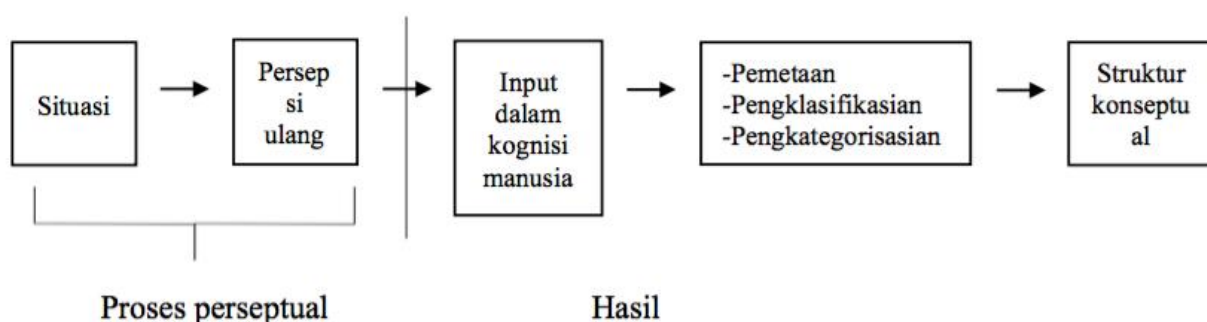 Situasi
Persep
si
ulang
Input
dalam
kognisi
manusia
-Pemetaan
-Pengklasifikasian
-Pengkategorisasian
Struktur
konseptu
al
Proses perseptual
Hasil